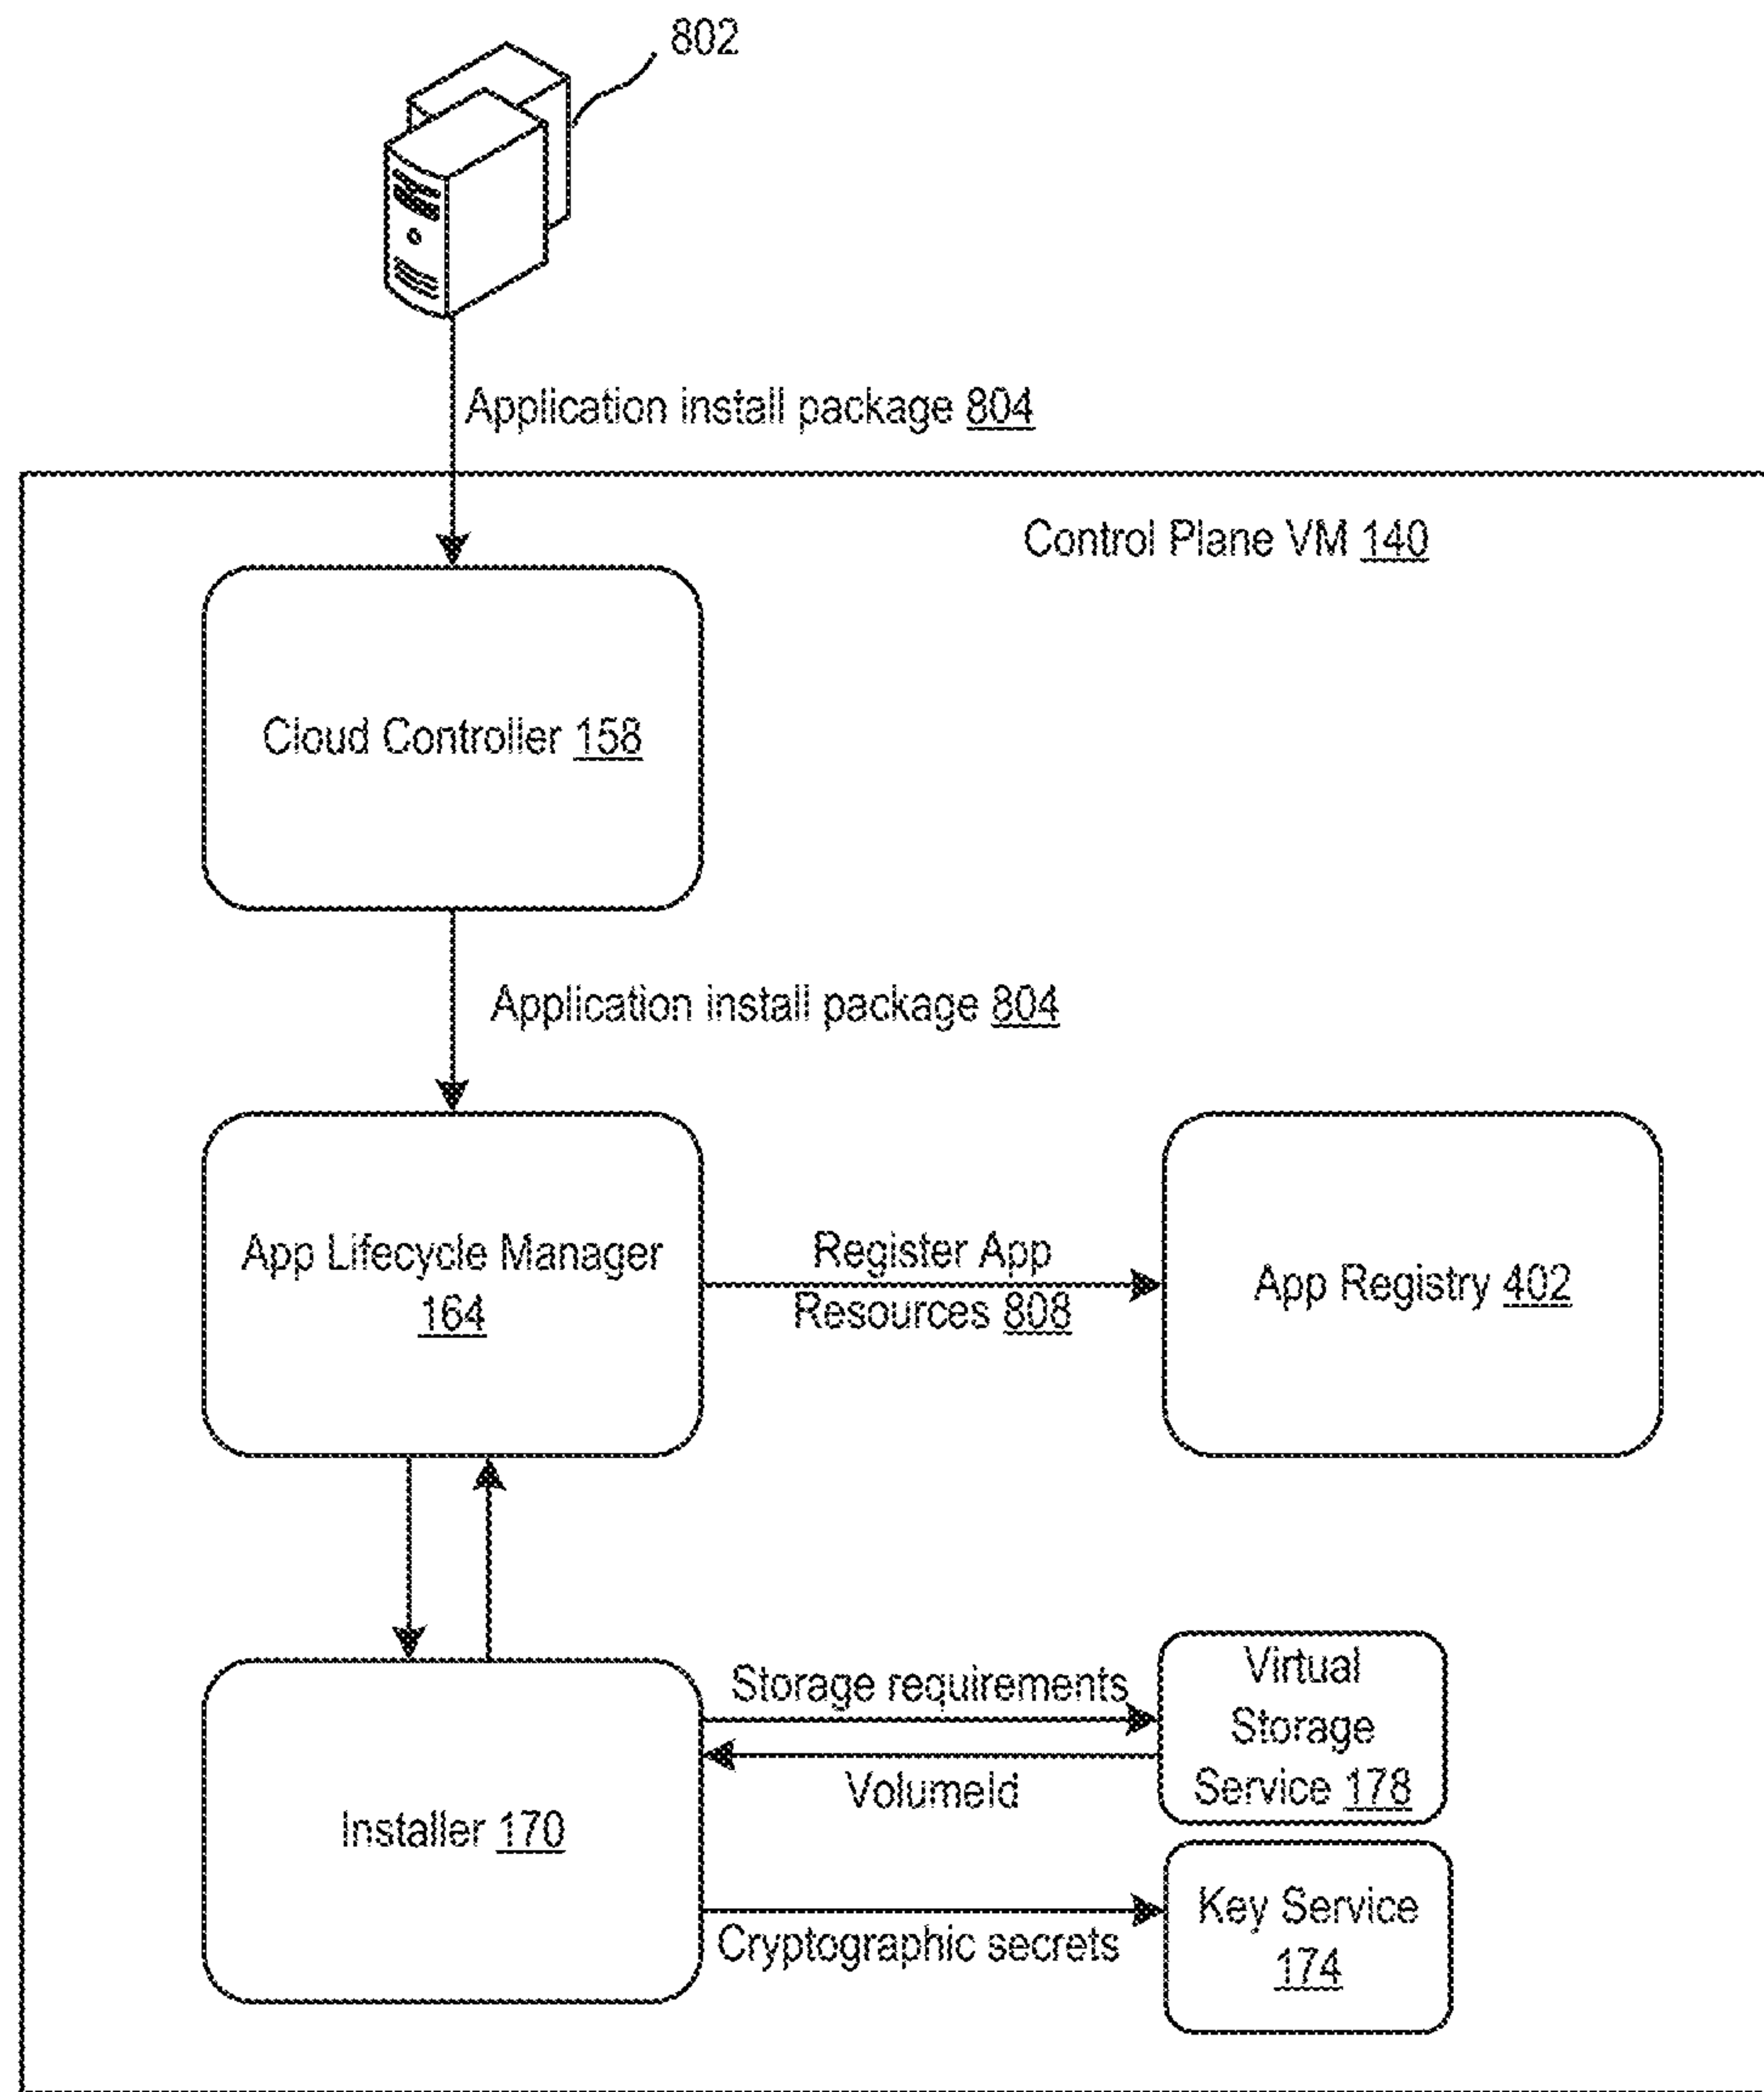 802
Application install package 804
Control Plane VM 140
Cloud Controller 158
Application install package 804
App Lifecycle Manager
164
Register App
Resources 808
App Registry 402
Storage requirements
VolumeId
Virtual
Storage
Service 178
Installer 170
Cryptographic secrets
Key Service
174